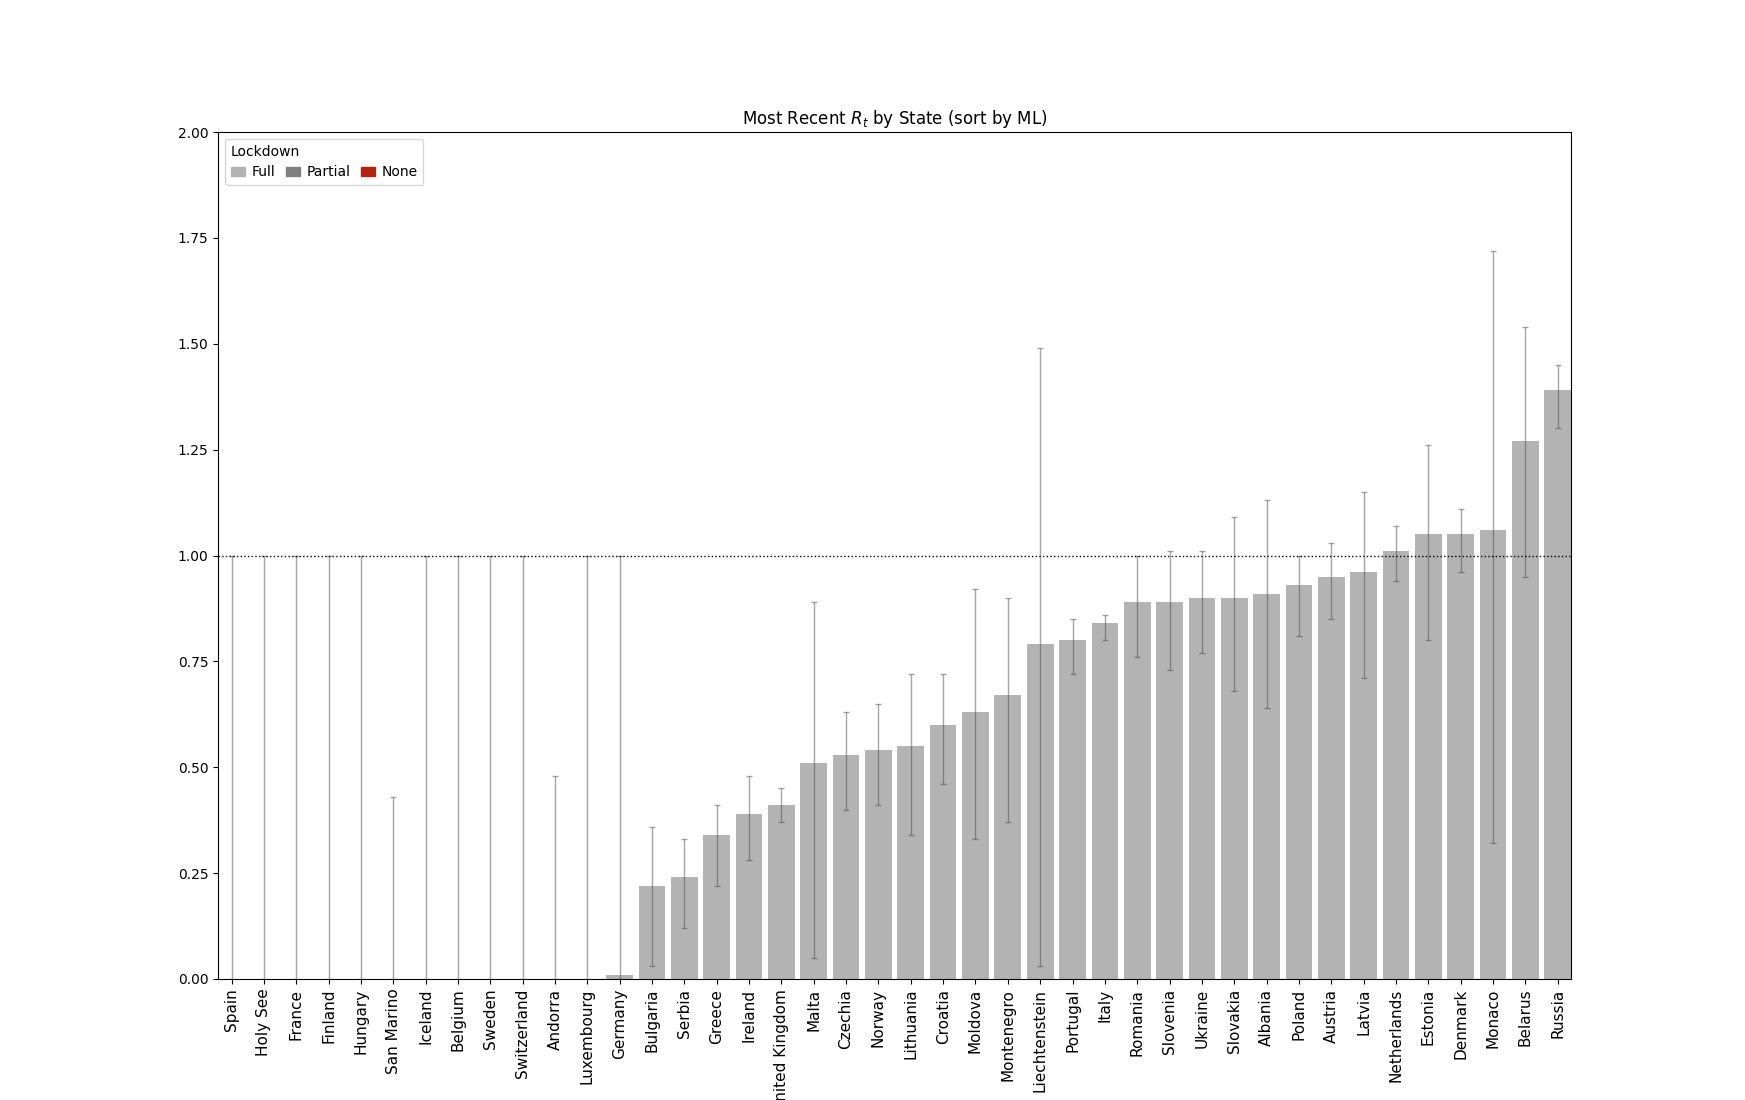 Most Recent Rt by State (sort by ML)
2.00
Lockdown
Full Partial None
1.75
1.50
1.25
1.00
0.75
0.50
0.25
0.00
Spain
Holy See
France
Finland
Hungary
San Marino
Iceland
Belgium
Sweden
Switzerland
Andorra
Luxembourg
Germany
Bulgaria
Serbia
Greece
Ireland
nited Kingdom
Malta
Czechia
Norway
Lithuania
Croatia
Moldova
Montenegro
Liechtenstein
Portugal
Italy
Romania
Slovenia
Ukraine
Slovakia
Albania
Poland
Austria
Latvia
Netherlands
Estonia
Denmark
Monaco
Belarus
Russia